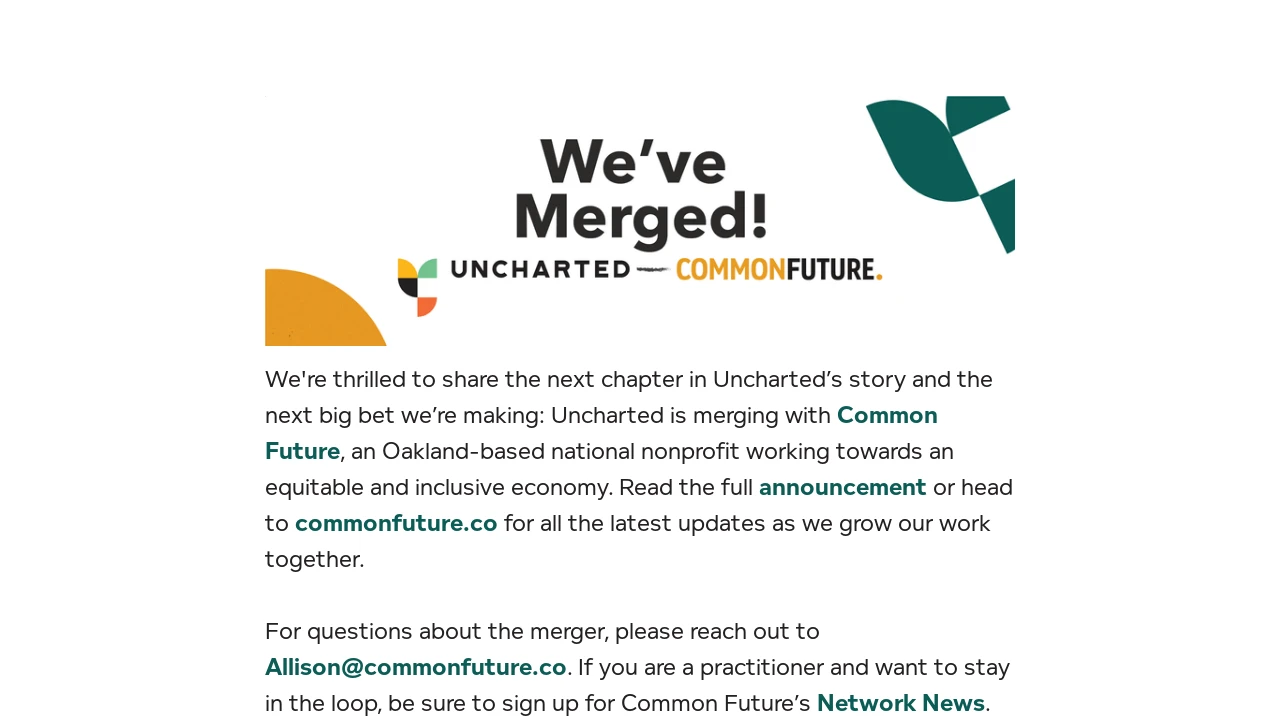 We've
Merged!
UNCHARTED — COMMONFUTURE.
We're thrilled to share the next chapter in Uncharted’s story and the
next big bet we’re making: Uncharted is merging with Common
Future, an Oakland-based national nonprofit working towards an
equitable and inclusive economy. Read the full announcement or head
to commonfuture.co for all the latest updates as we grow our work
together.
For questions about the merger, please reach out to
Allison@commonfuture.co. If you are a practitioner and want to stay
in the loop, be sure to sign up for Common Future’s Network News.